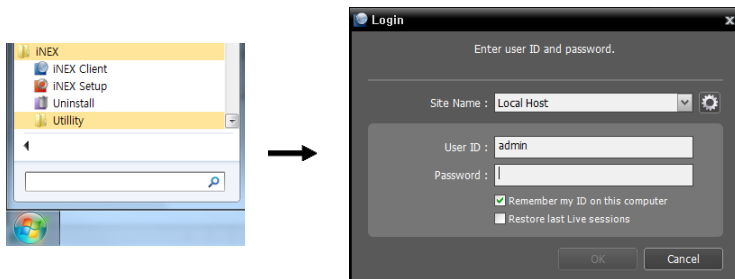 iNEX
iNEX Client
iNEX Setup
Uninstall
Utillity
Login
x
Enter user ID and password.
Site Name : Local Host
User ID : admin
Password :
Remember my ID on this computer
Restore last Live sessions
OK Cancel